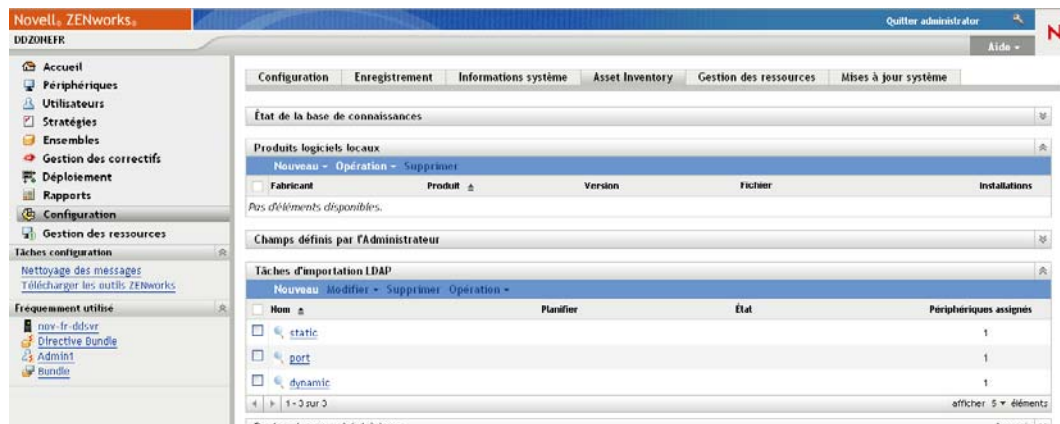 Novell® ZENworks®
Quitter administrator
N
DDZONEFR
Aide
Accueil
Périphériques
Utilisateurs
Stratégies
Ensembles
Gestion des correctifs
Déploiement
Rapports
Configuration
Gestion des ressources
Tâches configuration
Nettoyage des messages
Télécharger les outils ZENworks
Fréquemment utilisé
nov-fr-ddsvr
Directive Bundle
Admin1
Bundle
Configuration Enregistrement Informations système Asset Inventory Gestion des ressources Mises à jour système
État de la base de connaissances
Produits logiciels locaux
Nouveau Opération Supprimer
Fabricant Produit Version Fichier Installations
Pas d'éléments disponibles.
Champs définis par l'Administrateur
Tâches d'importation LDAP
Nouveau Modifier Supprimer Opération
Nom Planifier État Périphériques assignés
static 1
port 1
dynamic 1
1 - 3 sur 3 afficher 5 éléments